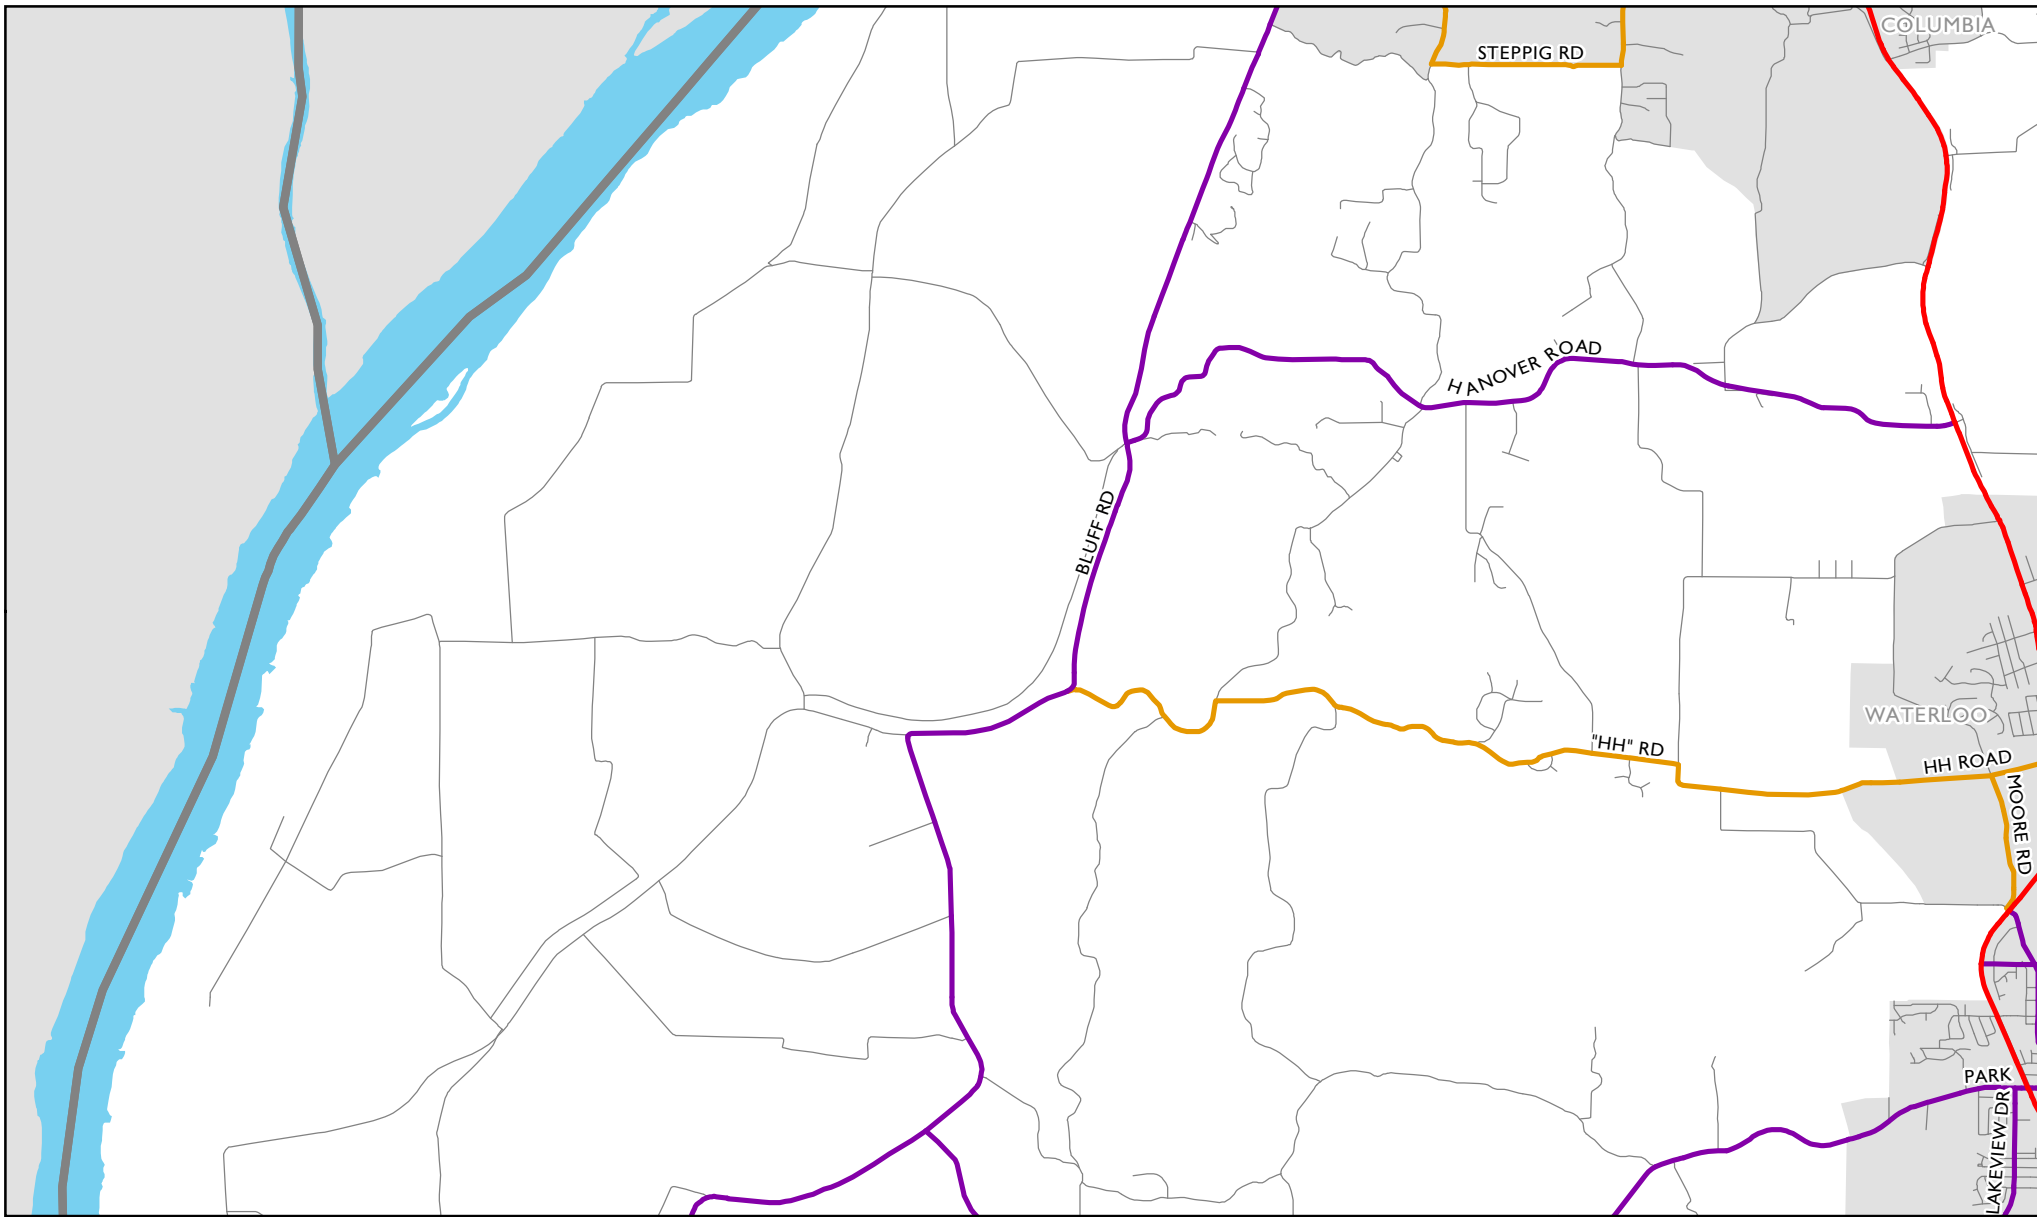 COLUMBIA
STEPPIG RD
HANOVER ROAD
BLUFF RD
WATERLOO
"HH" RD
HH ROAD
MOORE RD
PARK
LAKEVIEW DR